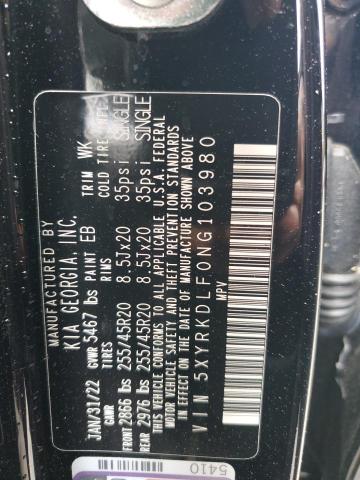 MANUFACTURED BY
KIA GEORGIA, INC.
JAN/31/22 GVWR 5467 lbs PAINT EB TRIM WK
GAWR TIRES RIMS COLD TIRE
FRONT 2866 lbs 255/45R20 8.5Jx20 35psi SINGLE
REAR 2976 lbs 255/45R20 8.5Jx20 35psi SINGLE
THIS VEHICLE CONFORMS TO ALL APPLICABLE U.S.A. FEDERAL
MOTOR VEHICLE SAFETY AND THEFT PREVENTION STANDARDS
IN EFFECT ON THE DATE OF MANUFACTURE SHOWN ABOVE
VIN 5XYRKDLF0NG103980
MPV
5410